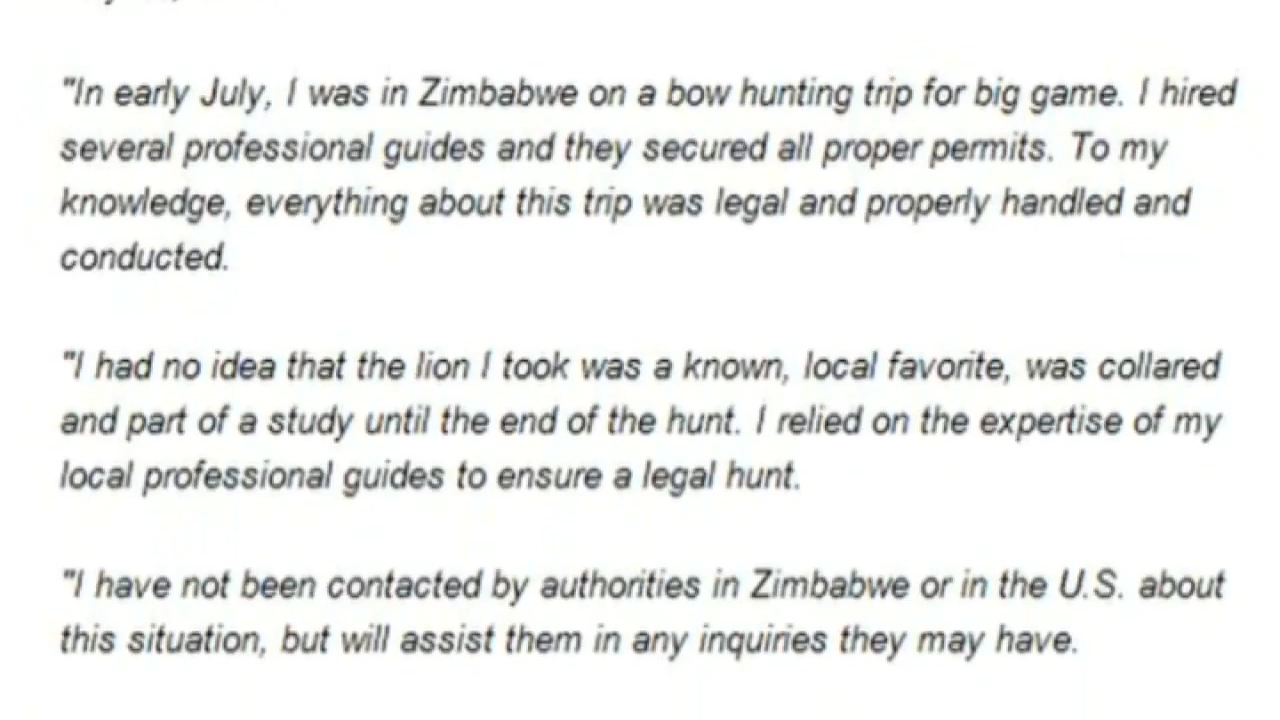 "In early July, I was in Zimbabwe on a bow hunting trip for big game. I hired
several professional guides and they secured all proper permits. To my
knowledge, everything about this trip was legal and properly handled and
conducted.
"I had no idea that the lion I took was a known, local favorite, was collared
and part of a study until the end of the hunt. I relied on the expertise of my
local professional guides to ensure a legal hunt.
"I have not been contacted by authorities in Zimbabwe or in the U.S. about
this situation, but will assist them in any inquiries they may have.